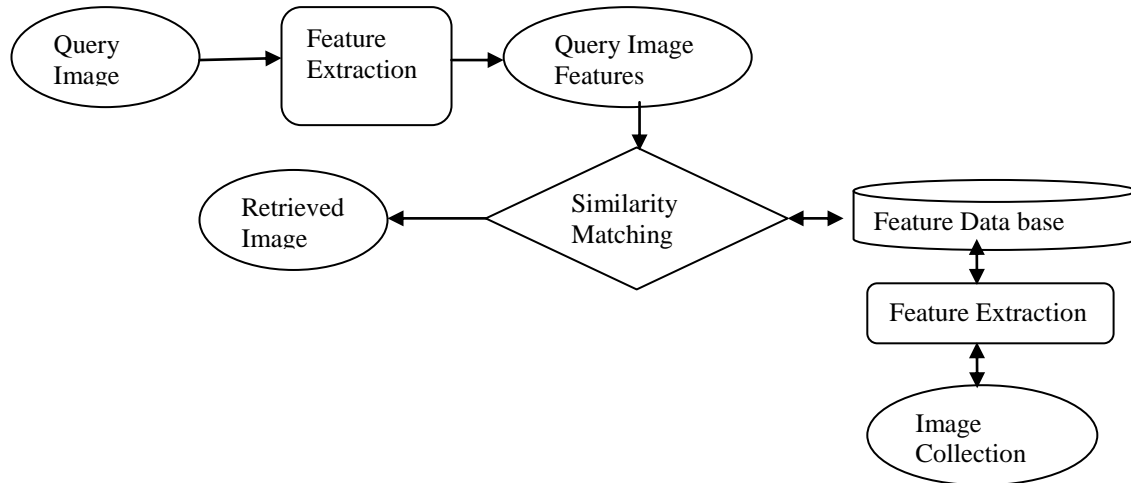 Query
Image
Feature
Extraction
Query Image
Features
Retrieved
Image
Similarity
Matching
Feature Data base
Feature Extraction
Image
Collection